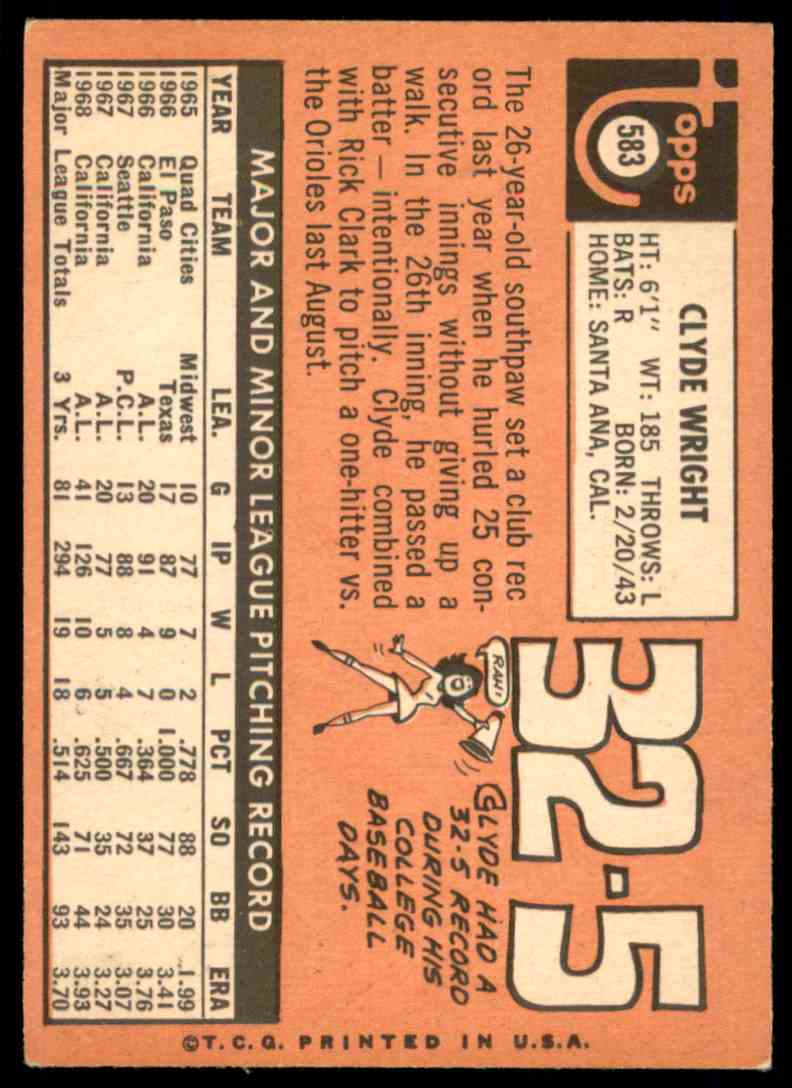 Topps
583
CLYDE WRIGHT
HT: 6'1" WT: 185 THROWS: L
BATS: R BORN: 2/20/43
HOME: SANTA ANA, CAL.
The 26-year-old southpaw set a club rec
ord last year when he hurled 25 con-
secutive innings without giving up a
walk. In the 26th inning, he passed a
batter — intentionally. Clyde combined
with Rick Clark to pitch a one-hitter vs.
the Orioles last August.
32-5
RAH!
CLYDE HAD A
32-5 RECORD
DURING HIS
COLLEGE
BASEBALL
DAYS.
MAJOR AND MINOR LEAGUE PITCHING RECORD
YEAR TEAM LEA. G IP W L PCT SO BB ERA
1965 Quad Cities Midwest 10 77 7 2 .778 88 20 1.99
1966 El Paso Texas 17 87 9 0 1.000 77 30 3.41
1966 California A.L. 20 91 4 7 .364 37 25 3.76
1967 Seattle P.C.L. 13 88 8 4 .667 72 35 3.07
1967 California A.L. 20 77 5 5 .500 35 24 3.27
1968 California A.L. 41 126 10 6 .625 71 44 3.93
Major League Totals 3 Yrs. 81 294 19 18 .514 143 93 3.70
©T.C.G. PRINTED IN U.S.A.